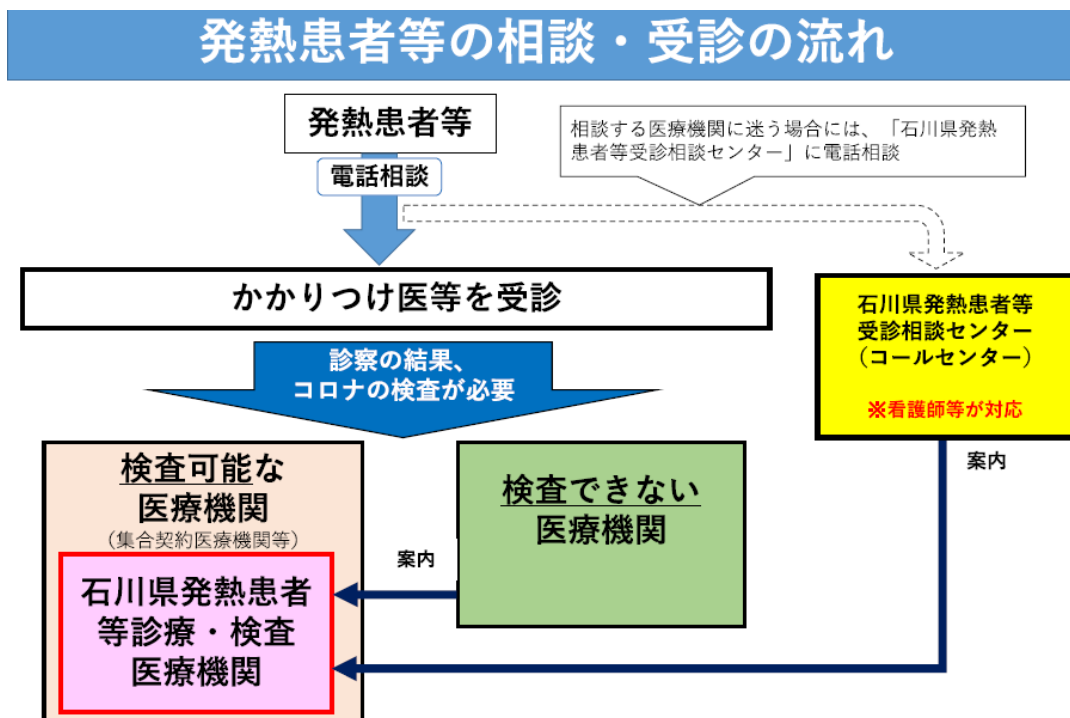 発熱患者等の相談・受診の流れ
発熱患者等
電話相談
相談する医療機関に迷う場合には、「石川県発熱
患者等受診相談センター」に電話相談
かかりつけ医等を受診
石川県発熱患者等
受診相談センター
（コールセンター）
※看護師等が対応
診察の結果、
コロナの検査が必要
検査可能な
医療機関
（集合契約医療機関等）
石川県発熱患者
等診療・検査
医療機関
案内
検査できない
医療機関
案内